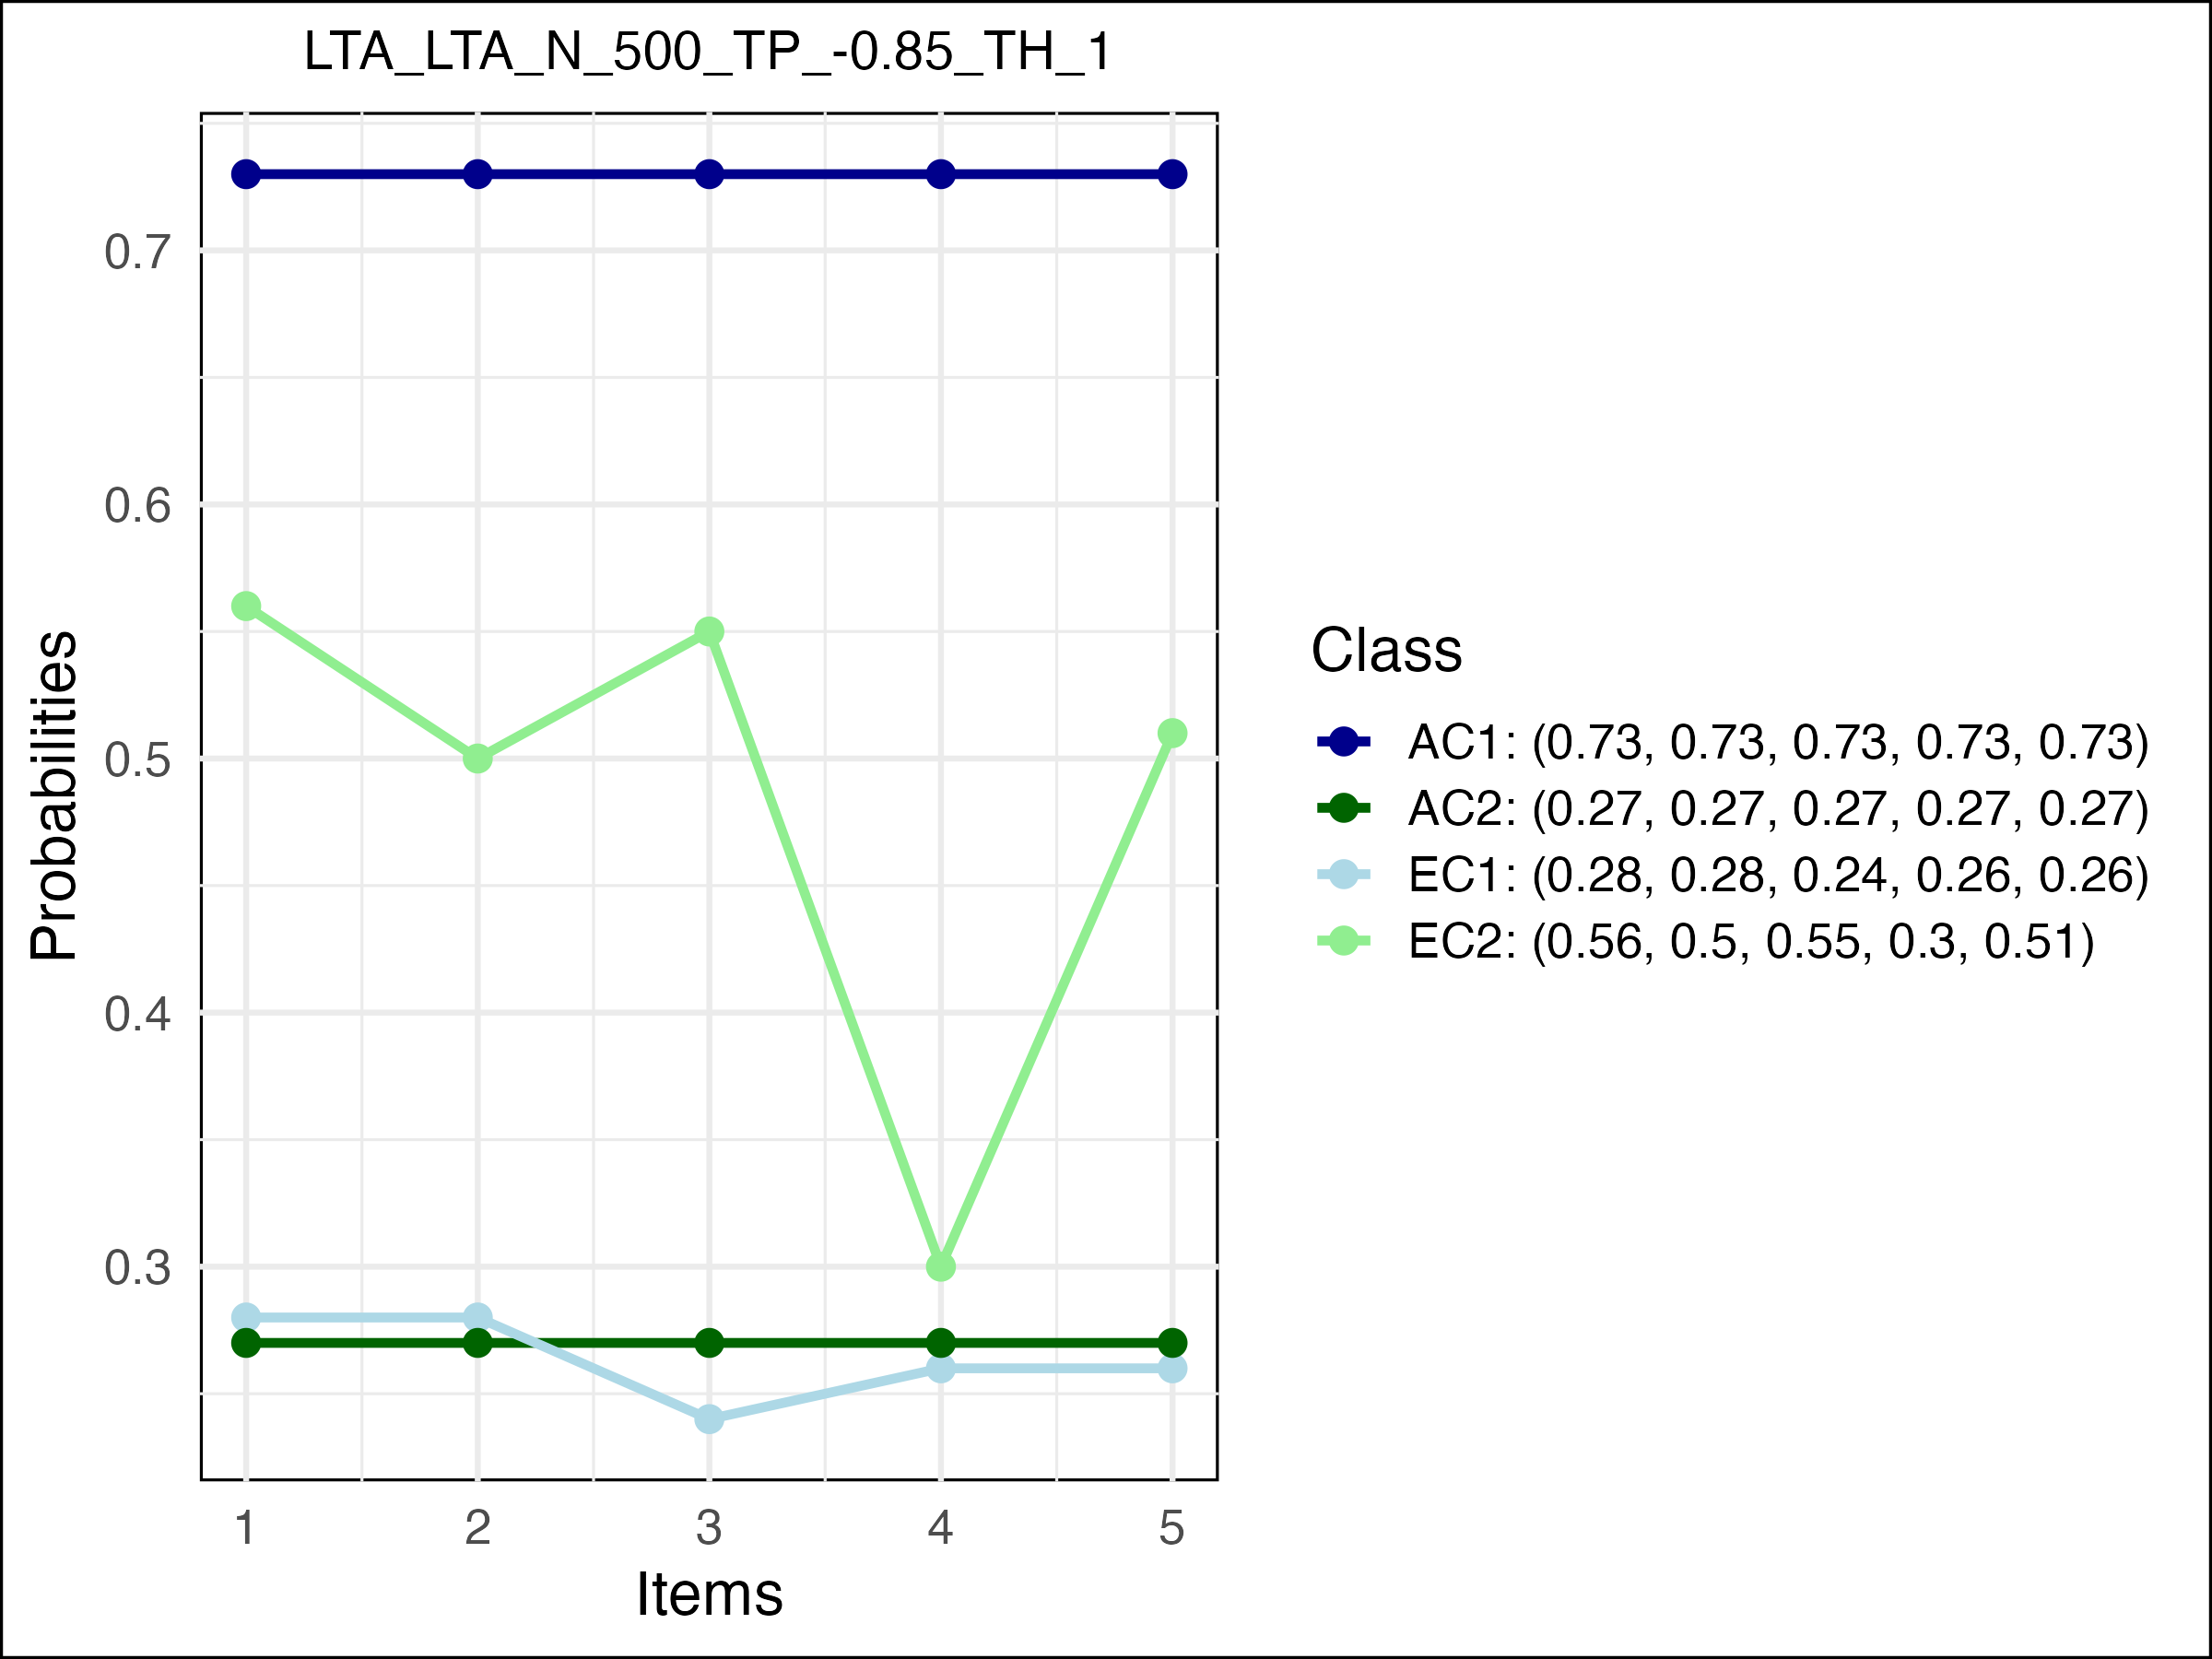 LTA_LTA_N_500_TP_-0.85_TH_1
Probabilities
0.7
0.6
0.5
0.4
0.3
1 2 3 4 5
Items
Class
AC1: (0.73, 0.73, 0.73, 0.73, 0.73)
AC2: (0.27, 0.27, 0.27, 0.27, 0.27)
EC1: (0.28, 0.28, 0.24, 0.26, 0.26)
EC2: (0.56, 0.5, 0.55, 0.3, 0.51)